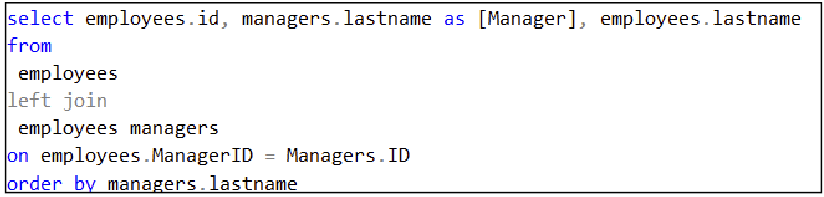 select employees.id, managers.lastname as [Manager], employees.lastname
from
employees
left join
employees managers
on employees.ManagerID = Managers.ID
order by managers.lastname